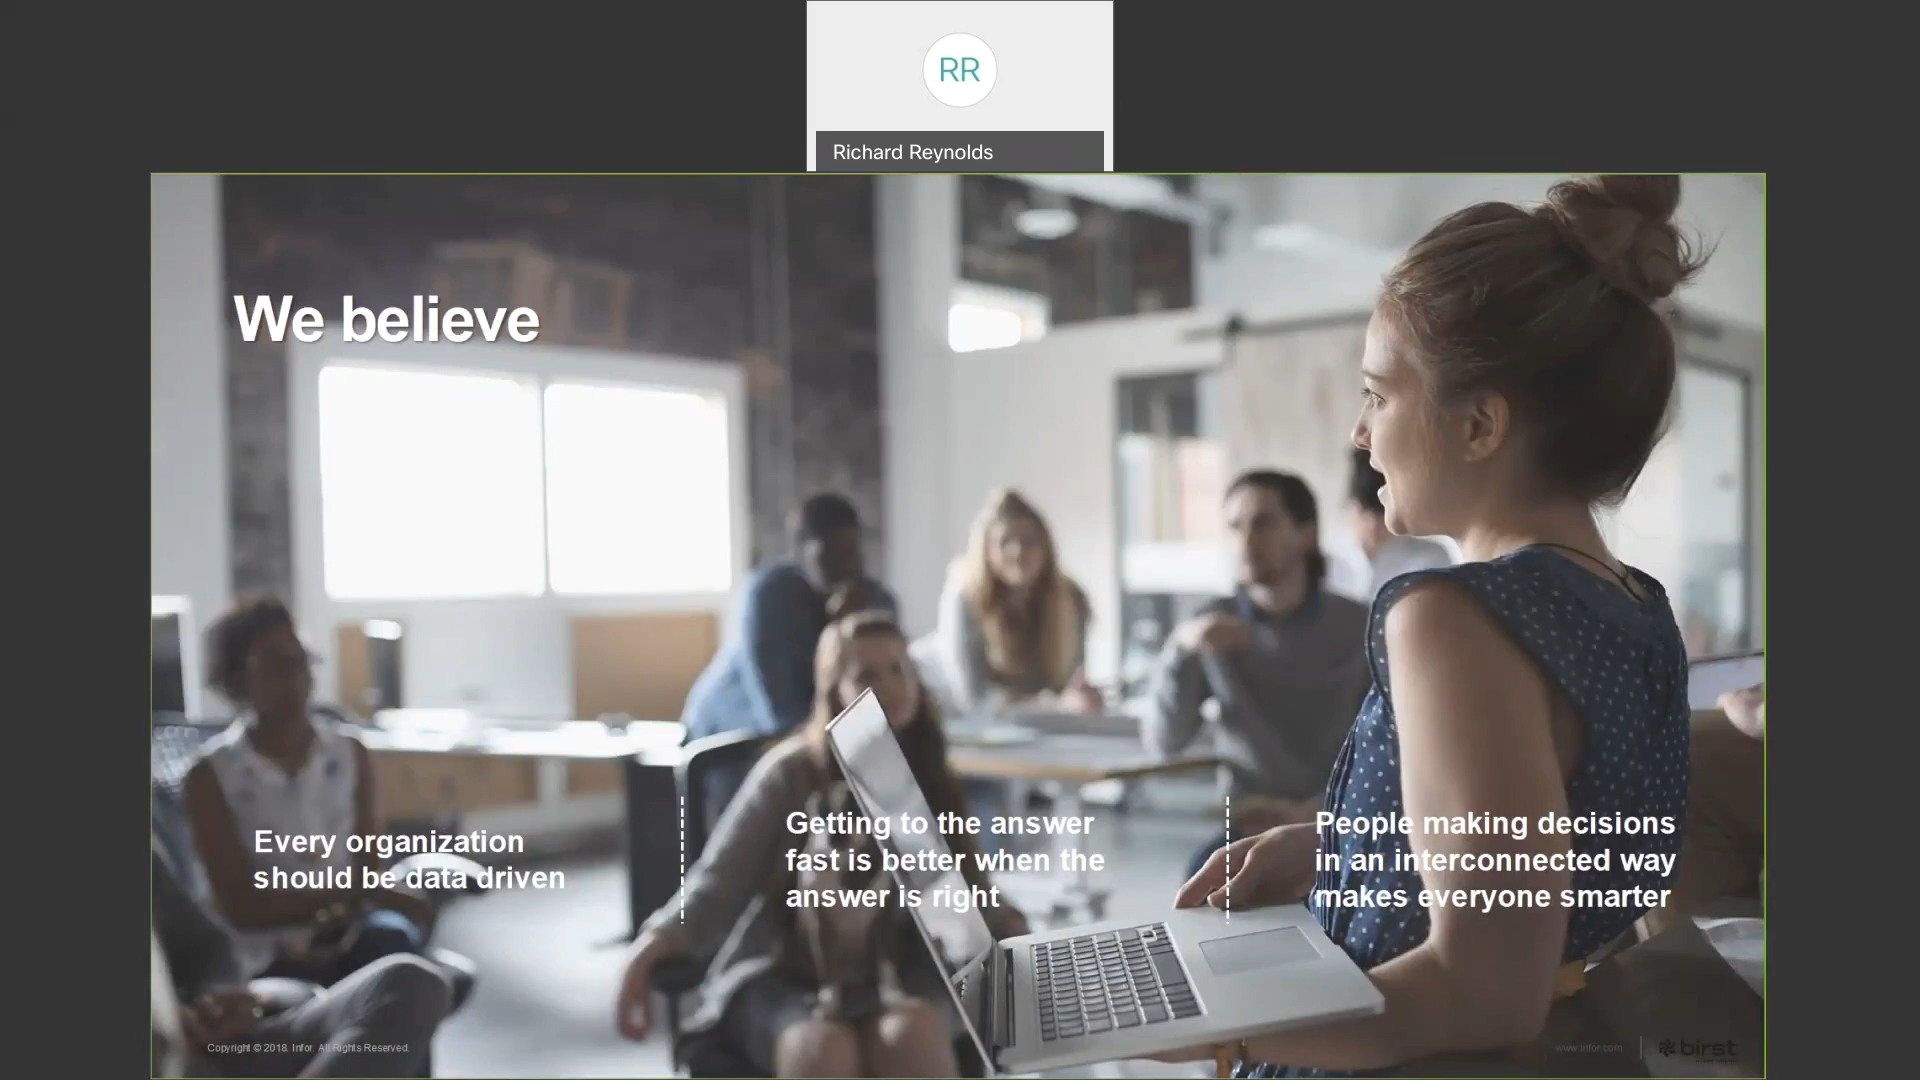 RR
Richard Reynolds
We believe
Every organization
should be data driven
Getting to the answer
fast is better when the
answer is right
People making decisions
in an interconnected way
makes everyone smarter
Copyright © 2018. Infor. All Rights Reserved.
www.infor.com
birst